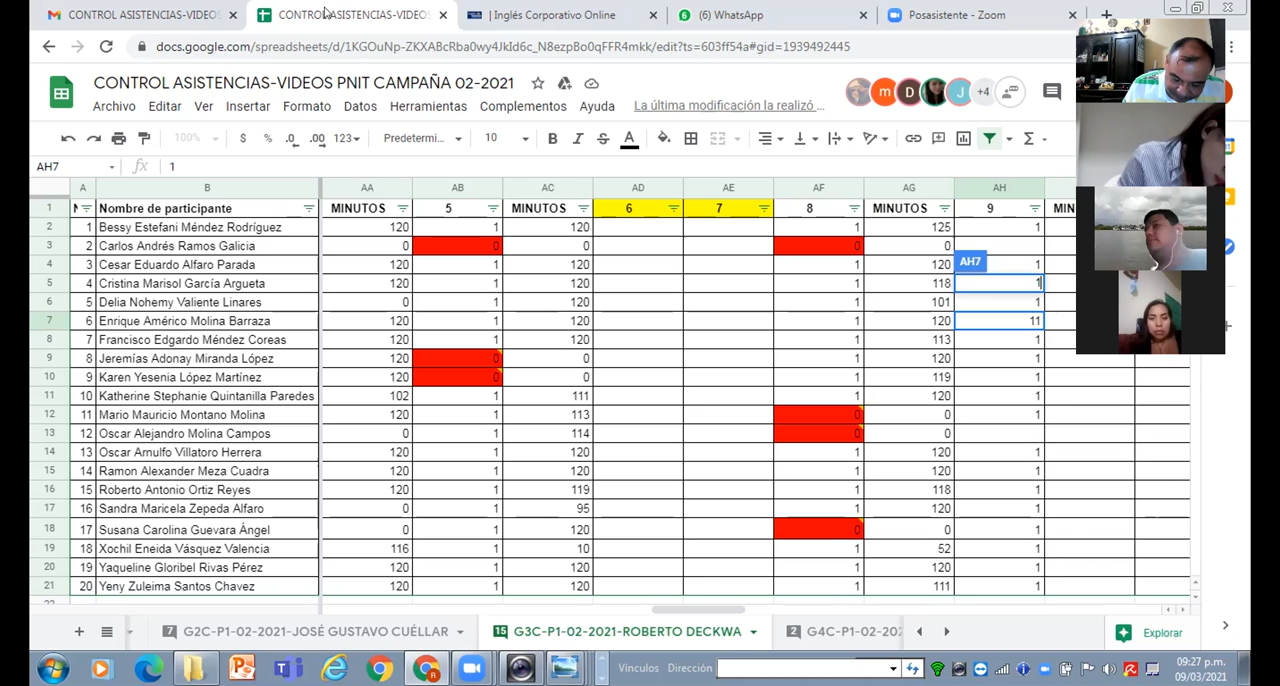 CONTROL ASISTENCIAS-VIDEOS
CONTROL ASISTENCIAS-VIDEOS
| Inglés Corporativo Online
(6) WhatsApp
Posasistente - Zoom
docs.google.com/spreadsheets/d/1KGOuNp-ZKXABcRba0wy4JkId6c_N8ezpBo0qFFR4mkk/edit?ts=603ff54a#gid=1939492445
CONTROL ASISTENCIAS-VIDEOS PNIT CAMPAÑA 02-2021
D J +4
Archivo Editar Ver Insertar Formato Datos Herramientas Complementos Ayuda La última modificación la realizó ...
100% $ % .0 .00 123 Predetermi... 10 B I S A
AH7 fx 1
A B AA AB AC AD AE AF AG AH
1 N Nombre de participante MINUTOS 5 MINUTOS 6 7 8 MINUTOS 9 MIN
2 1 Bessy Estefani Méndez Rodríguez 120 1 120 1 125 1
3 2 Carlos Andrés Ramos Galicia 0 0 0 0 0
4 3 Cesar Eduardo Alfaro Parada 120 1 120 1 120 AH7 1
5 4 Cristina Marisol García Argueta 120 1 120 1 118 1
6 5 Delia Nohemy Valiente Linares 0 1 120 1 101 1
7 6 Enrique Américo Molina Barraza 120 1 120 1 120 11
8 7 Francisco Edgardo Méndez Coreas 120 1 120 1 113 1
9 8 Jeremías Adonay Miranda López 120 0 0 1 120 1
10 9 Karen Yesenia López Martínez 120 0 0 1 119 1
11 10 Katherine Stephanie Quintanilla Paredes 102 1 111 1 120 1
12 11 Mario Mauricio Montano Molina 120 1 113 0 0 1
13 12 Oscar Alejandro Molina Campos 0 1 114 0 0
14 13 Oscar Arnulfo Villatoro Herrera 120 1 120 1 120 1
15 14 Ramon Alexander Meza Cuadra 120 1 120 1 120 1
16 15 Roberto Antonio Ortiz Reyes 120 1 119 1 118 1
17 16 Sandra Maricela Zepeda Alfaro 0 1 95 1 120 1
18 17 Susana Carolina Guevara Ángel 0 1 120 0 0 1
19 18 Xochil Eneida Vásquez Valencia 116 1 10 1 52 1
20 19 Yaqueline Gloribel Rivas Pérez 120 1 120 1 120 1
21 20 Yeny Zuleima Santos Chavez 120 1 120 1 111 1
7 G2C-P1-02-2021-JOSÉ GUSTAVO CUÉLLAR 15 G3C-P1-02-2021-ROBERTO DECKWA 2 G4C-P1-02-202 Explorar
Vínculos Dirección 09:27 p.m.
09/03/2021